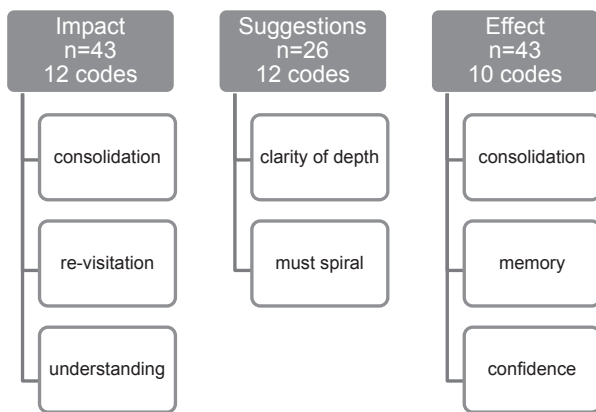 Impact
n=43
12 codes
consolidation
re-visitation
understanding
Suggestions
n=26
12 codes
clarity of depth
must spiral
Effect
n=43
10 codes
consolidation
memory
confidence